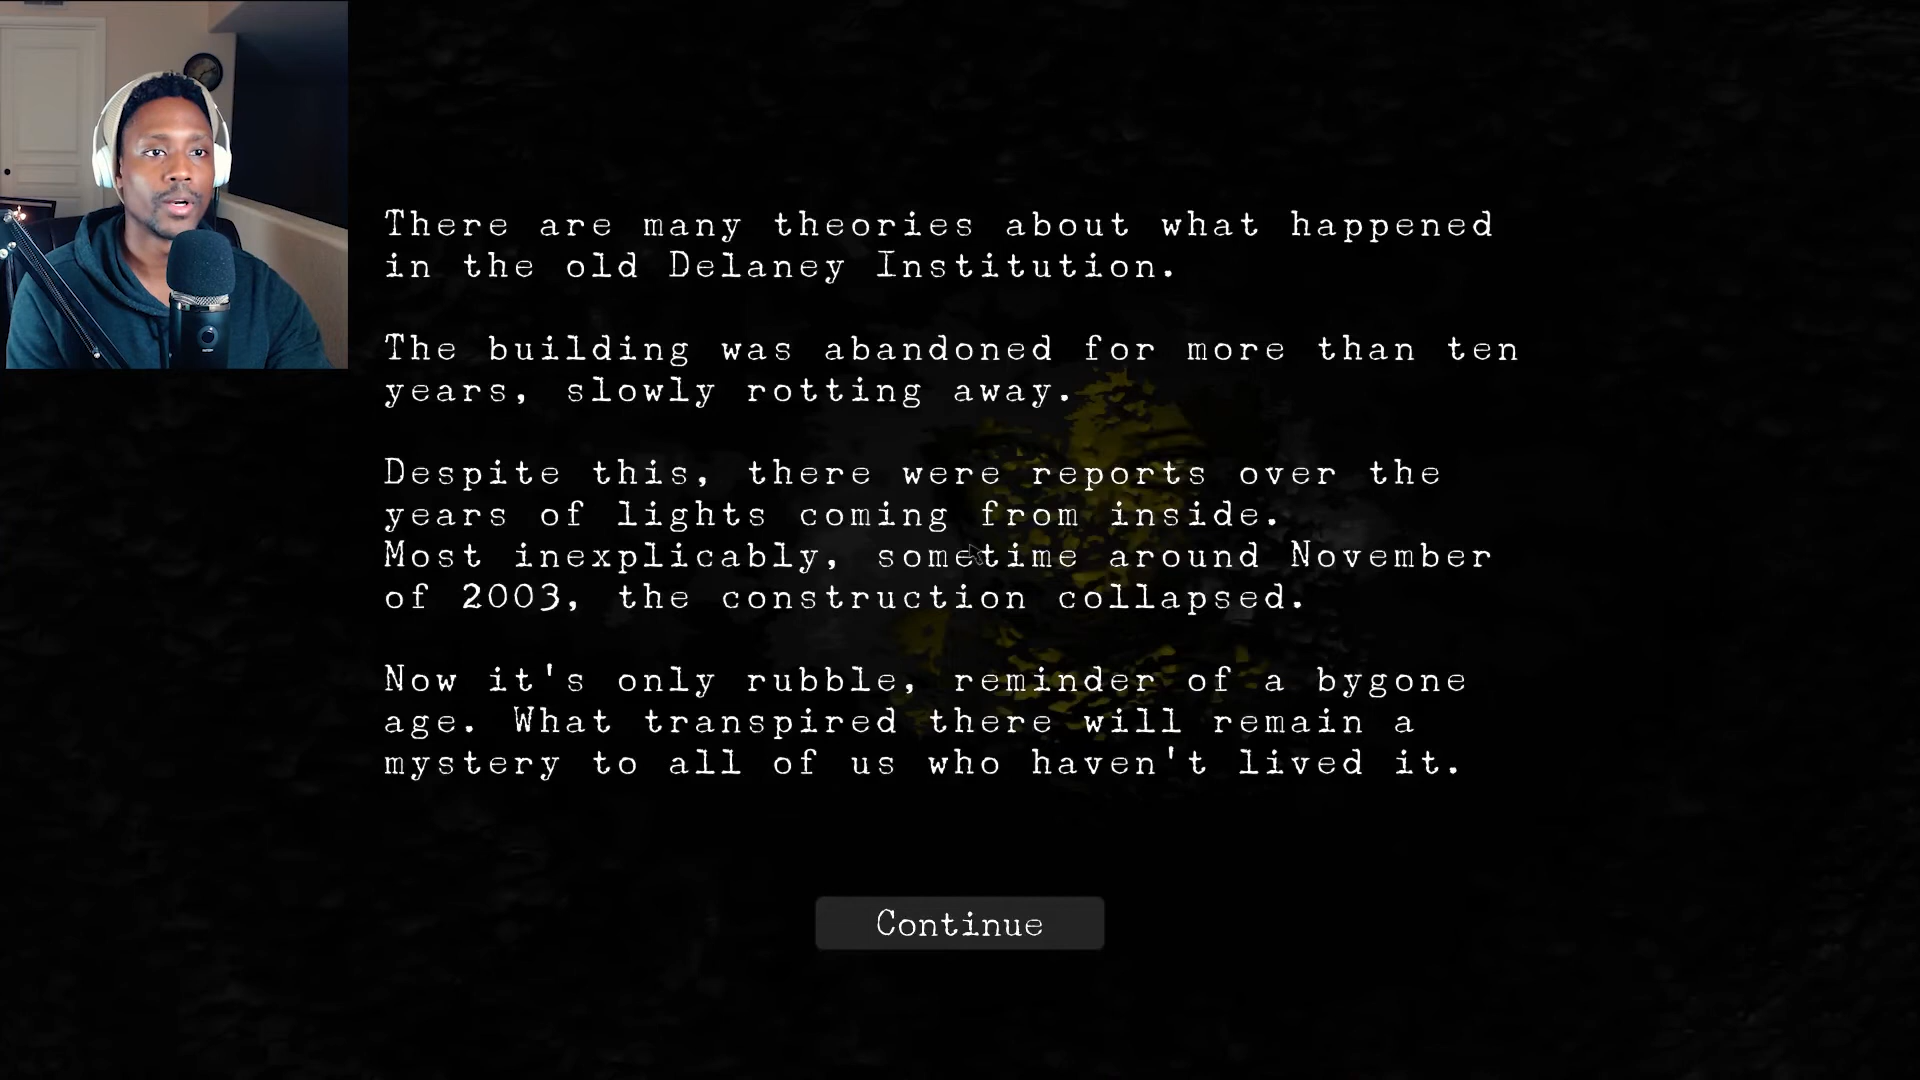 There are many theories about what happened
in the old Delaney Institution.
The building was abandoned for more than ten
years, slowly rotting away.
Despite this, there were reports over the
years of lights coming from inside.
Most inexplicably, sometime around November
of 2003, the construction collapsed.
Now it's only rubble, reminder of a bygone
age. What transpired there will remain a
mystery to all of us who haven't lived it.
Continue